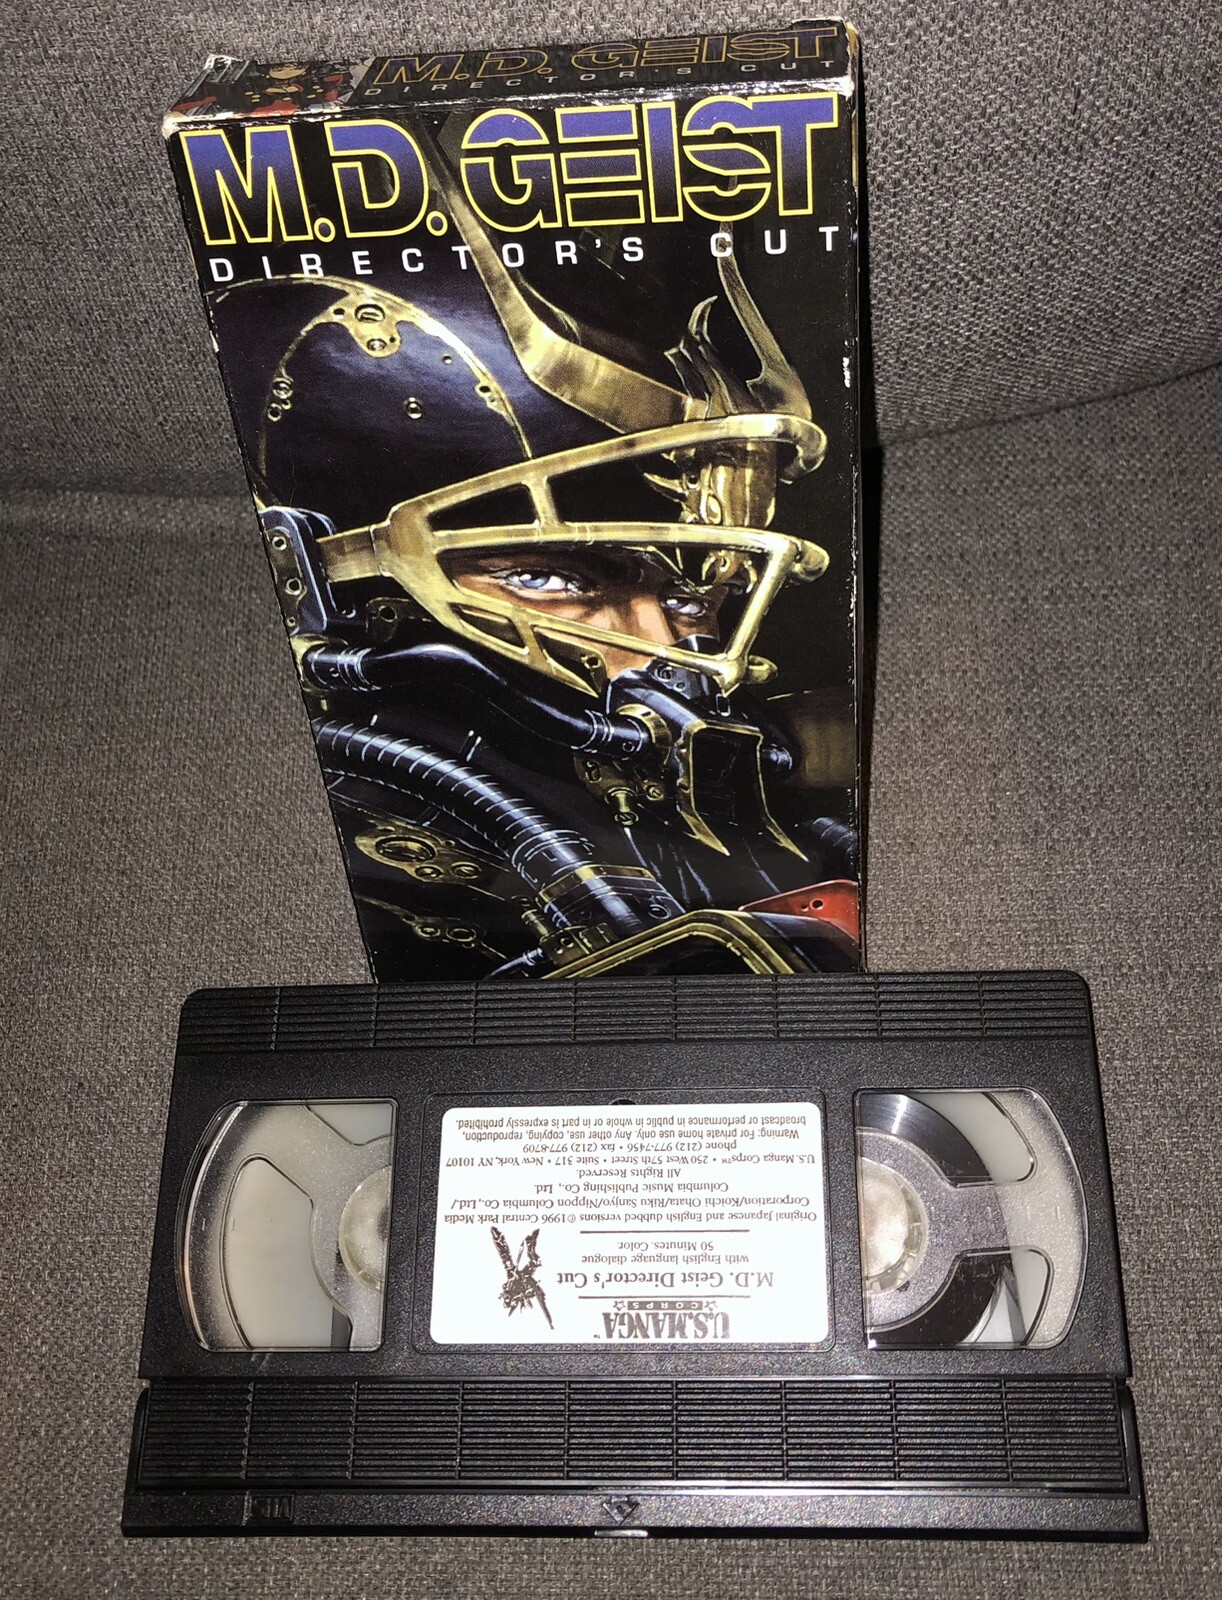 M.D. GEIST
DIRECTOR'S CUT
M.D. GEIST
DIRECTOR'S CUT
U.S.MANGA™
CORPS
M.D. Geist Director's Cut
with English language dialogue
50 Minutes. Color
Original Japanese and English dubbed versions ©1996 Central Park Media
Corporation/Koichi Ohata/Riku Sanjyo/Nippon Columbia Co., Ltd./
Columbia Music Publishing Co., Ltd.
All Rights Reserved.
U.S. Manga Corps™ • 250 West 57th Street • Suite 317 • New York, NY 10107
phone (212) 977-7456 • fax (212) 977-8709
Warning: For private home use only. Any other use, copying, reproduction,
broadcast or performance in public in whole or in part is expressly prohibited.
VHS